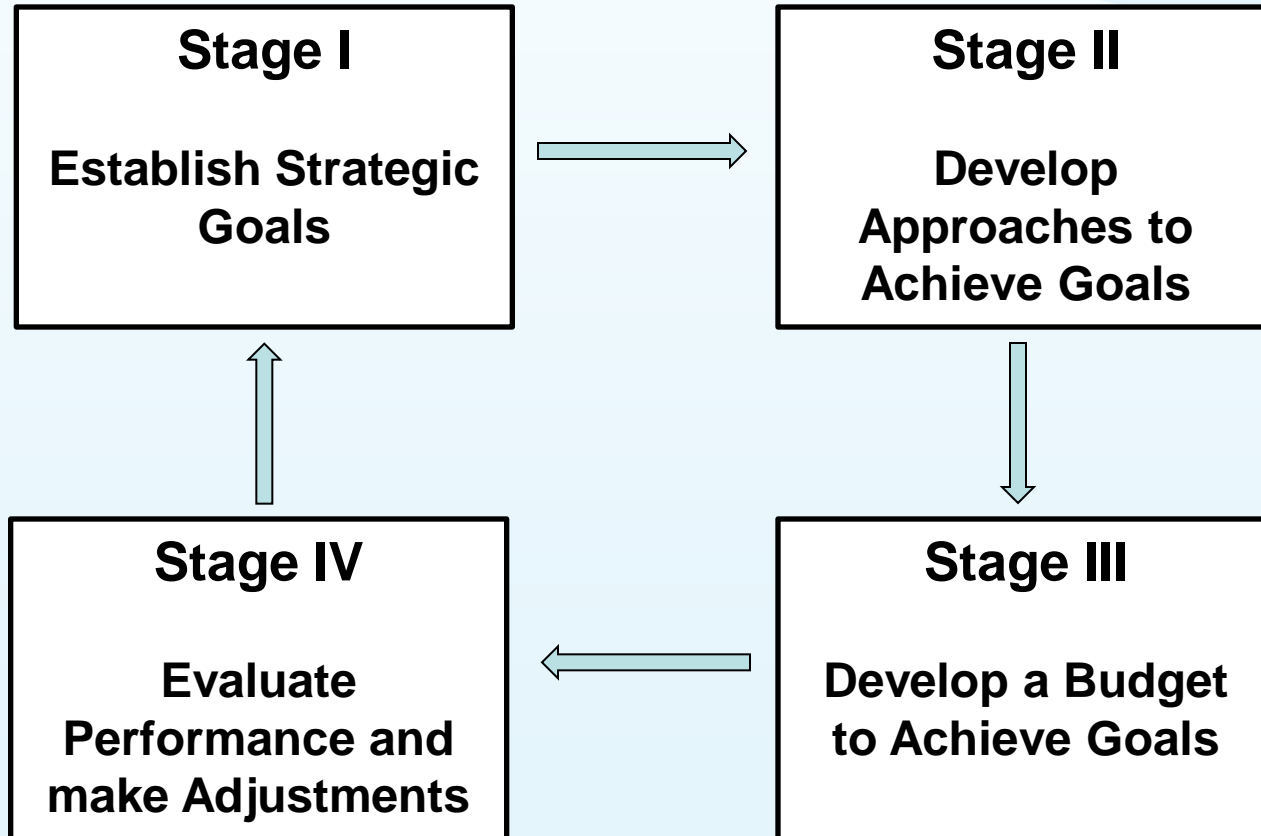 Stage I
Establish Strategic
Goals
Stage II
Develop
Approaches to
Achieve Goals
Stage III
Develop a Budget
to Achieve Goals
Stage IV
Evaluate
Performance and
make Adjustments